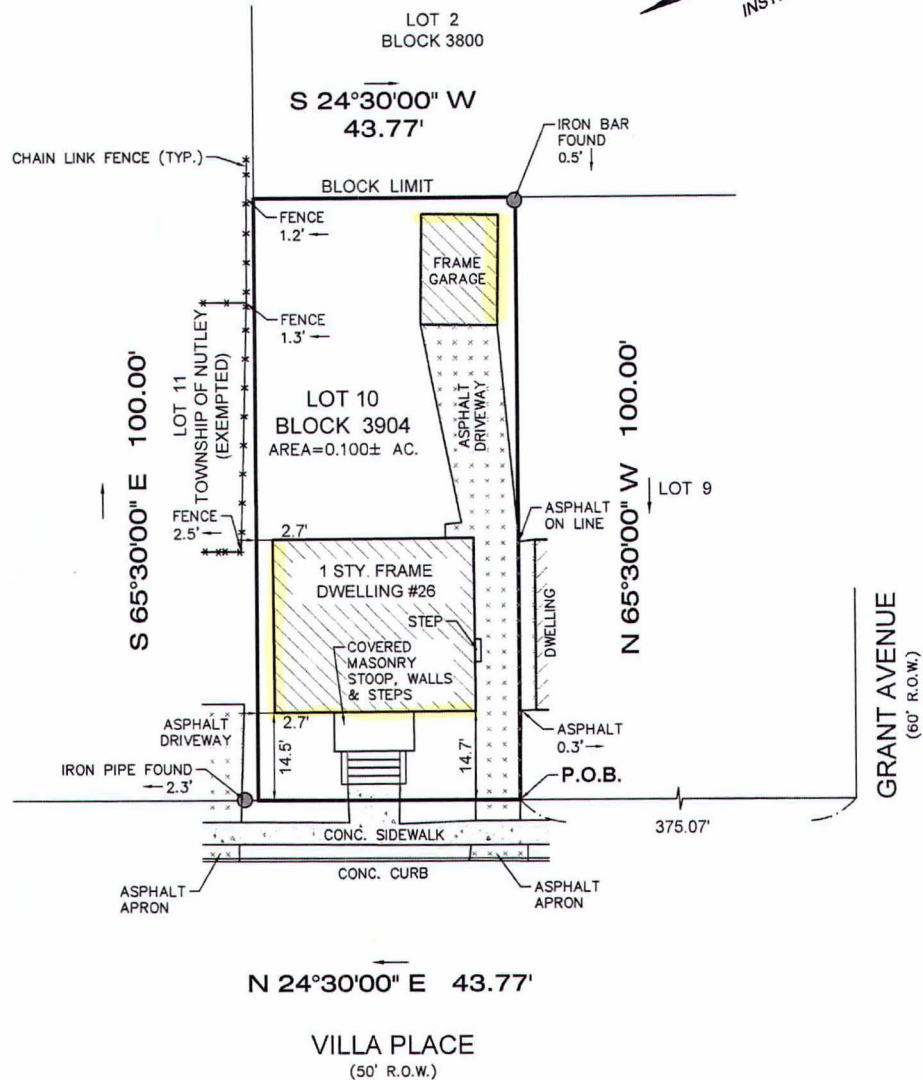 LOT 2
BLOCK 3800
S 24°30'00" W
43.77'
IRON BAR
FOUND
0.5'
CHAIN LINK FENCE (TYP.)
BLOCK LIMIT
FENCE
1.2'
FRAME
GARAGE
FENCE
1.3'
S 65°30'00" E 100.00'
LOT 11
TOWNSHIP OF NUTLEY
(EXEMPTED)
LOT 10
BLOCK 3904
AREA=0.100± AC.
ASPHALT
DRIVEWAY
N 65°30'00" W 100.00'
LOT 9
FENCE
2.5'
2.7'
ASPHALT
ON LINE
1 STY. FRAME
DWELLING #26
STEP
DWELLING
COVERED
MASONRY
STOOP, WALLS
& STEPS
GRANT AVENUE
(60' R.O.W.)
ASPHALT
DRIVEWAY
2.7'
14.5'
14.7'
ASPHALT
0.3'
IRON PIPE FOUND
2.3'
P.O.B.
375.07'
CONC. SIDEWALK
CONC. CURB
ASPHALT
APRON
ASPHALT
APRON
N 24°30'00" E 43.77'
VILLA PLACE
(50' R.O.W.)